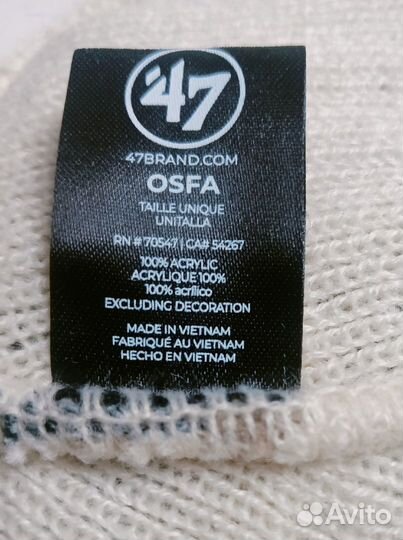 47
47BRAND.COM
OSFA
TAILLE UNIQUE
UNITALLA
RN # 70547 | CA# 54267
100% ACRYLIC
ACRYLIQUE 100%
100% acrílico
EXCLUDING DECORATION
MADE IN VIETNAM
FABRIQUÉ AU VIETNAM
HECHO EN VIETNAM
Avito